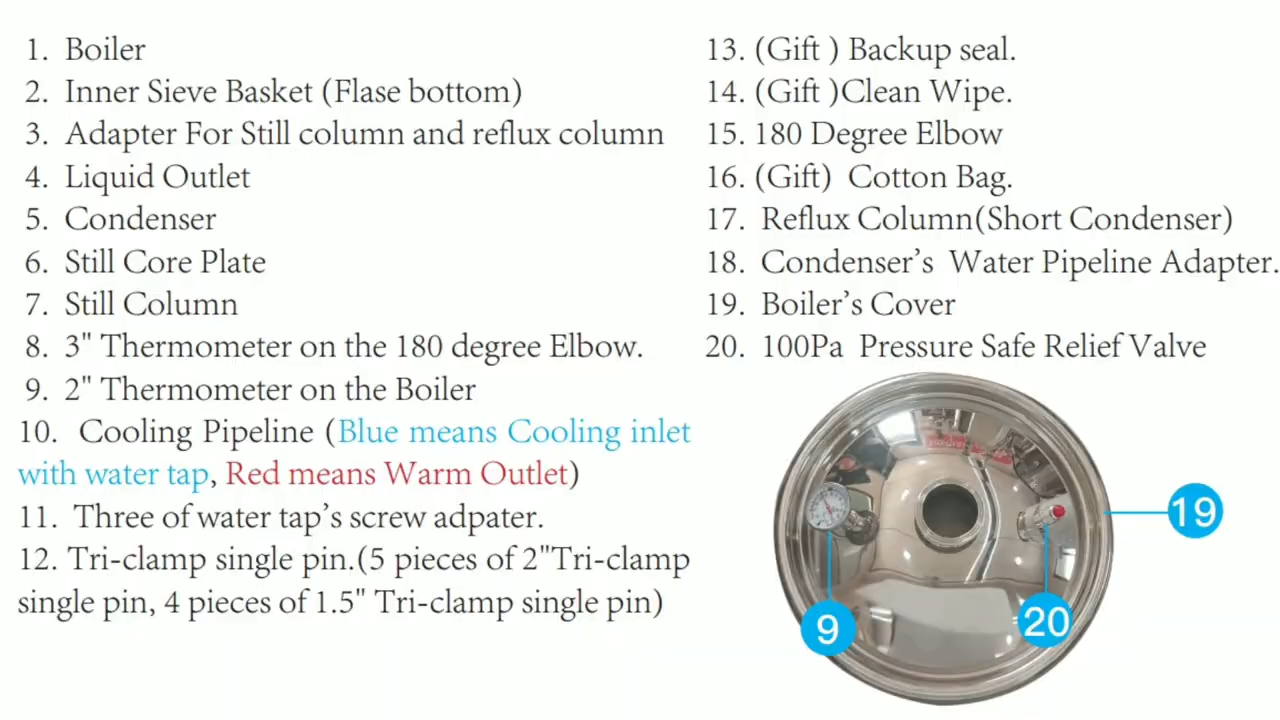 1. Boiler
2. Inner Sieve Basket (Flase bottom)
3. Adapter For Still column and reflux column
4. Liquid Outlet
5. Condenser
6. Still Core Plate
7. Still Column
8. 3" Thermometer on the 180 degree Elbow.
9. 2" Thermometer on the Boiler
10. Cooling Pipeline (Blue means Cooling inlet
with water tap, Red means Warm Outlet)
11. Three of water tap's screw adpater.
12. Tri-clamp single pin.(5 pieces of 2"Tri-clamp
single pin, 4 pieces of 1.5" Tri-clamp single pin)
13. (Gift ) Backup seal.
14. (Gift )Clean Wipe.
15. 180 Degree Elbow
16. (Gift) Cotton Bag.
17. Reflux Column(Short Condenser)
18. Condenser's Water Pipeline Adapter.
19. Boiler's Cover
20. 100Pa Pressure Safe Relief Valve
19
9
20